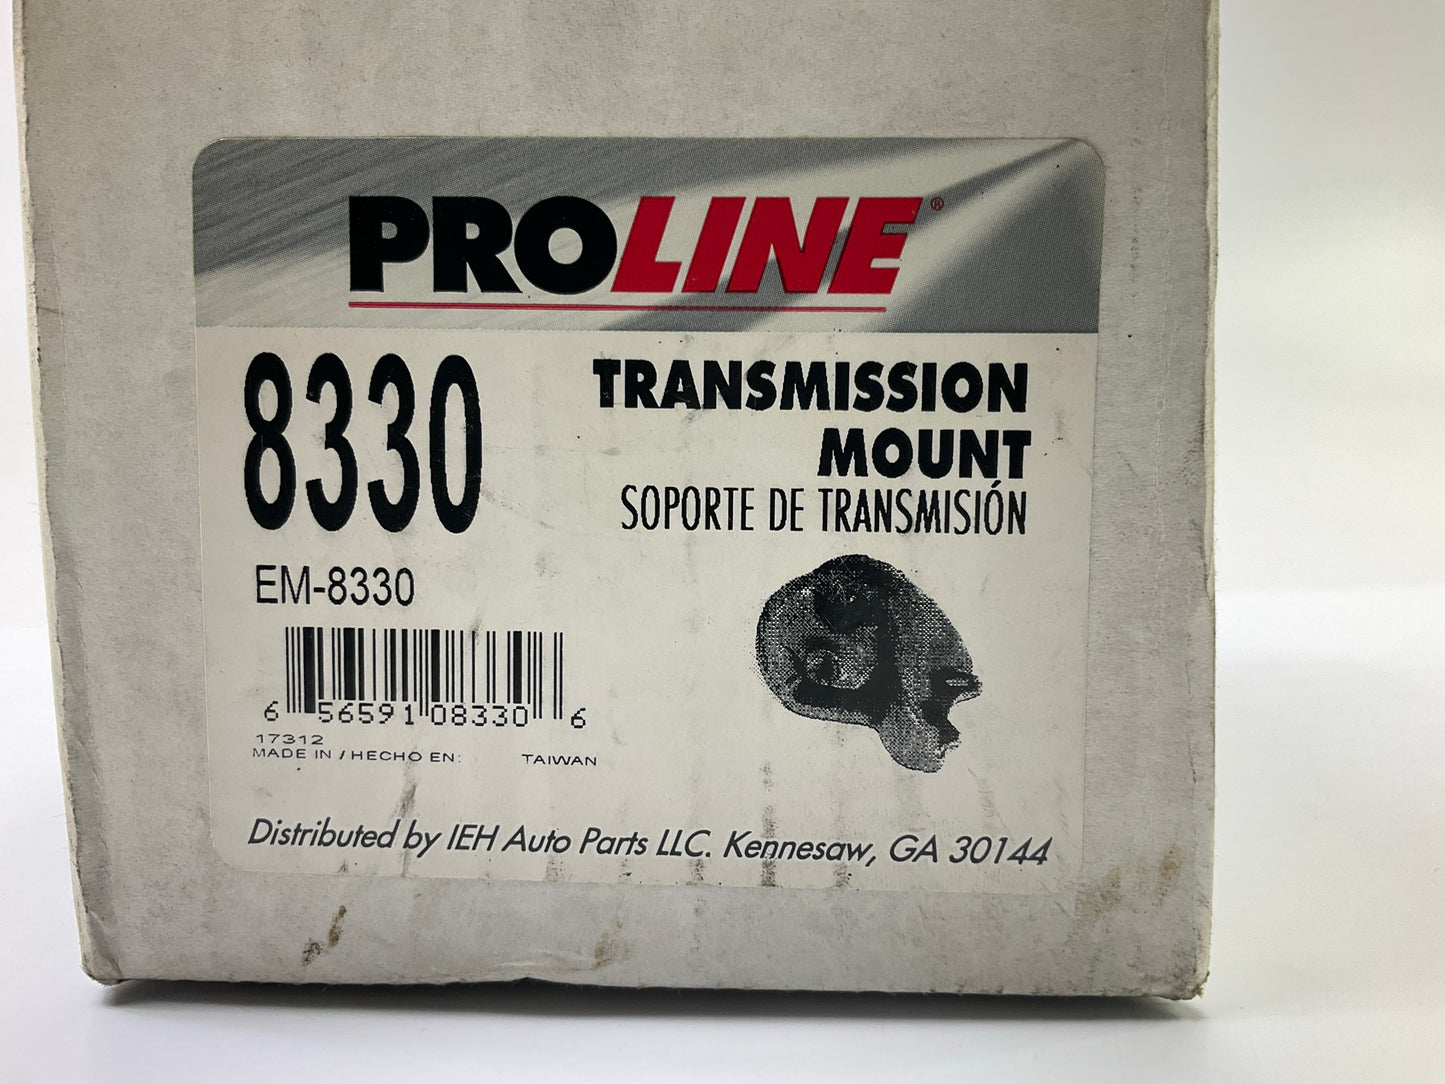 PROLINE®
8330
TRANSMISSION
MOUNT
SOPORTE DE TRANSMISIÓN
EM-8330
6 56591 08330 6
17312
MADE IN / HECHO EN: TAIWAN
Distributed by IEH Auto Parts LLC. Kennesaw, GA 30144